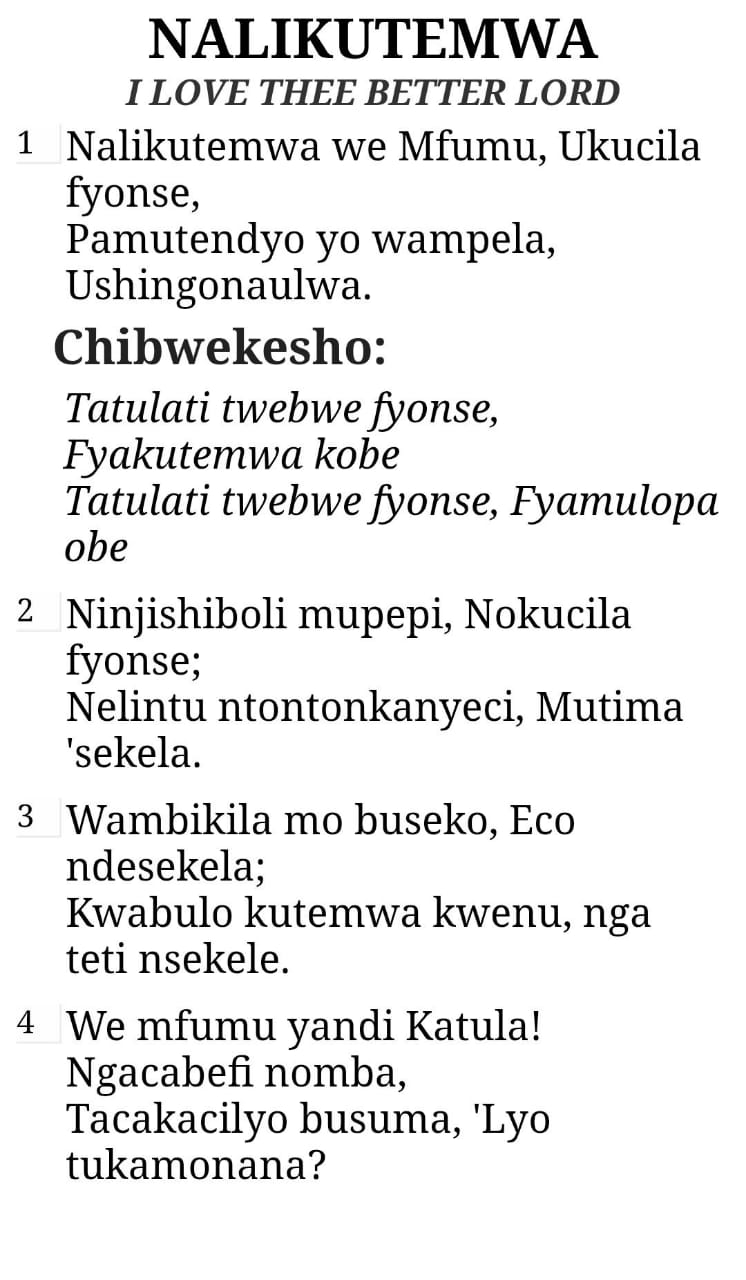 NALIKUTEMWA
I LOVE THEE BETTER LORD
1 Nalikutemwa we Mfumu, Ukucila
fyonse,
Pamutendyo yo wampela,
Ushingonaulwa.
Chibwekesho:
Tatulati twebwe fyonse,
Fyakutemwa kobe
Tatulati twebwe fyonse, Fyamulopa
obe
2 Ninjishiboli mupepi, Nokucila
fyonse;
Nelintu ntontonkanyeci, Mutima
'sekela.
3 Wambikila mo buseko, Eco
ndesekela;
Kwabulo kutemwa kwenu, nga
teti nsekele.
4 We mfumu yandi Katula!
Ngacabefi nomba,
Tacakacilyo busuma, 'Lyo
tukamonana?